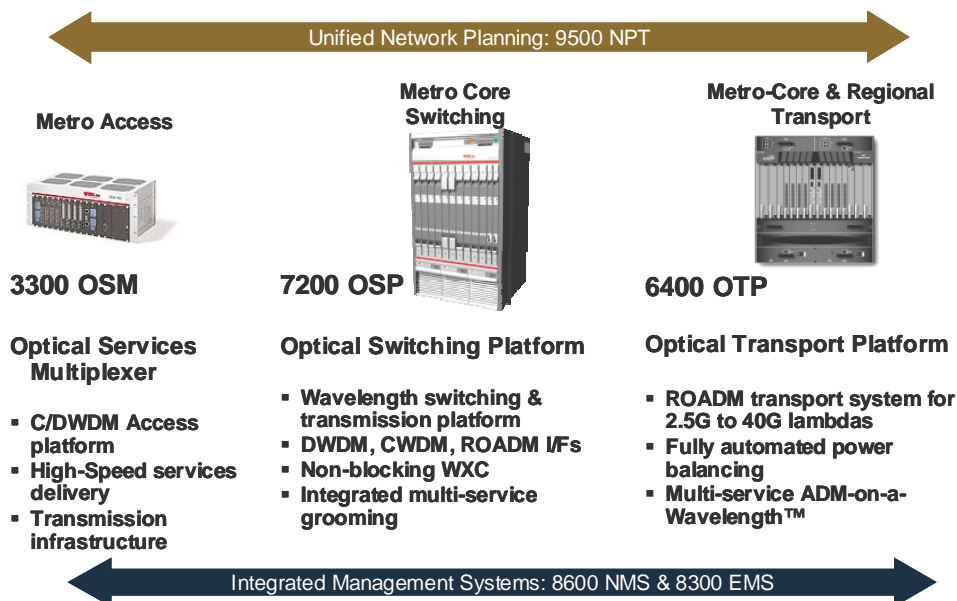 Unified Network Planning: 9500 NPT
Metro Access
3300 OSM
Optical Services
Multiplexer
▪ C/DWDM Access
platform
▪ High-Speed services
delivery
▪ Transmission
infrastructure
Metro Core
Switching
7200 OSP
Optical Switching Platform
▪ Wavelength switching &
transmission platform
▪ DWDM, CWDM, ROADM I/Fs
▪ Non-blocking WXC
▪ Integrated multi-service
grooming
Metro-Core & Regional
Transport
6400 OTP
Optical Transport Platform
▪ ROADM transport system for
2.5G to 40G lambdas
▪ Fully automated power
balancing
▪ Multi-service ADM-on-a-
Wavelength™
Integrated Management Systems: 8600 NMS & 8300 EMS